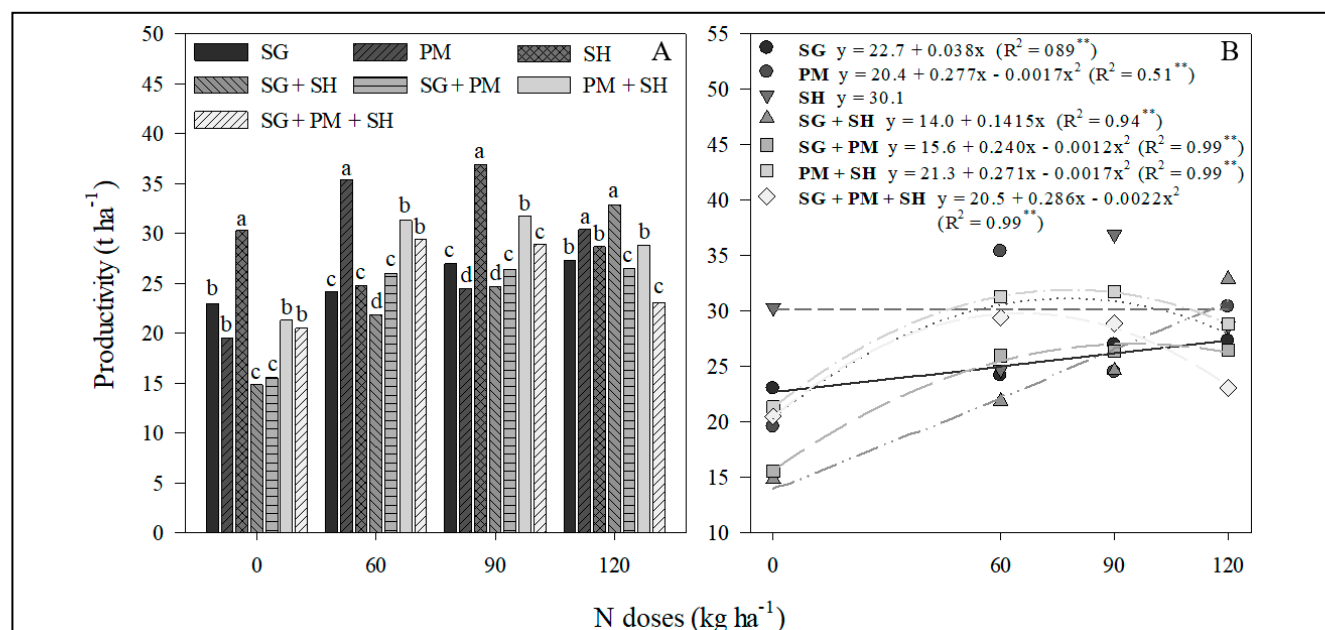 A
SG PM SH
SG + SH SG + PM PM + SH
SG + PM + SH
Productivity (t ha⁻¹)
50
45
40
35
30
25
20
15
10
5
0
b b a c c b b
c a c d c b b
c d a d c b c
b a b a b b c
0 60 90 120
B
SG y = 22.7 + 0.038x (R² = 089**)
PM y = 20.4 + 0.277x - 0.0017x² (R² = 0.51**)
SH y = 30.1
SG + SH y = 14.0 + 0.1415x (R² = 0.94**)
SG + PM y = 15.6 + 0.240x - 0.0012x² (R² = 0.99**)
PM + SH y = 21.3 + 0.271x - 0.0017x² (R² = 0.99**)
SG + PM + SH y = 20.5 + 0.286x - 0.0022x²
(R² = 0.99**)
55
50
45
40
35
30
25
20
15
10
0 60 90 120
N doses (kg ha⁻¹)